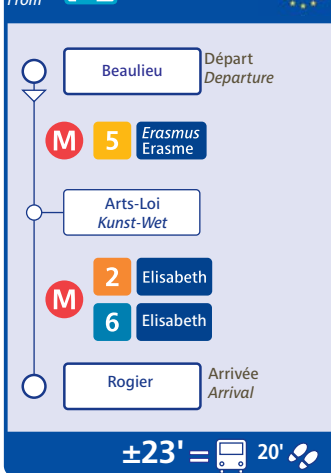 From
Beaulieu
Départ
Departure
M
5
Erasmus
Erasme
Arts-Loi
Kunst-Wet
M
2
Elisabeth
6
Elisabeth
Rogier
Arrivée
Arrival
±23' = 20'